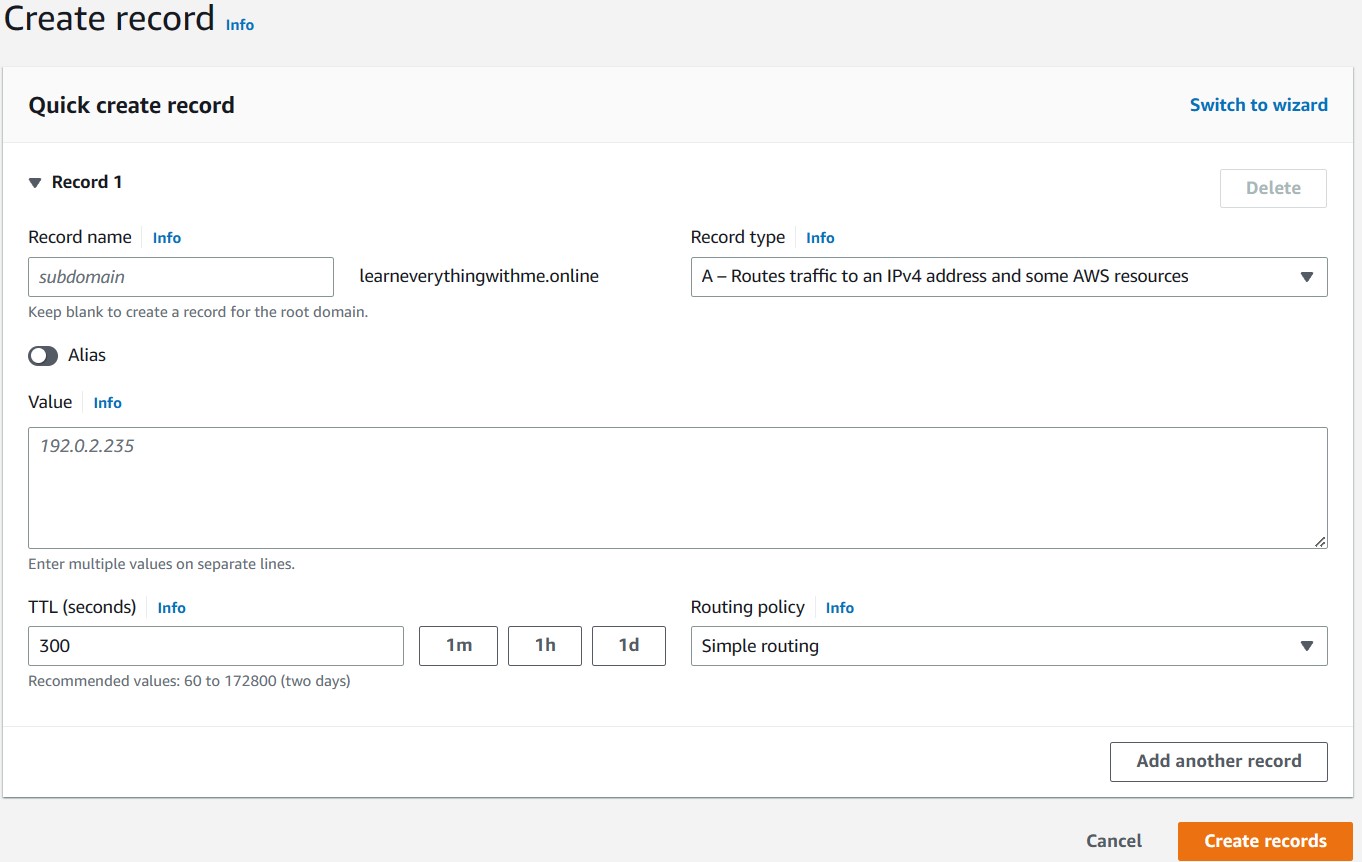 Create record Info
Quick create record Switch to wizard
Record 1 Delete
Record name Info Record type Info
subdomain learneverythingwithme.online A – Routes traffic to an IPv4 address and some AWS resources
Keep blank to create a record for the root domain.
Alias
Value Info
192.0.2.235
Enter multiple values on separate lines.
TTL (seconds) Info Routing policy Info
300 1m 1h 1d Simple routing
Recommended values: 60 to 172800 (two days)
Add another record
Cancel Create records